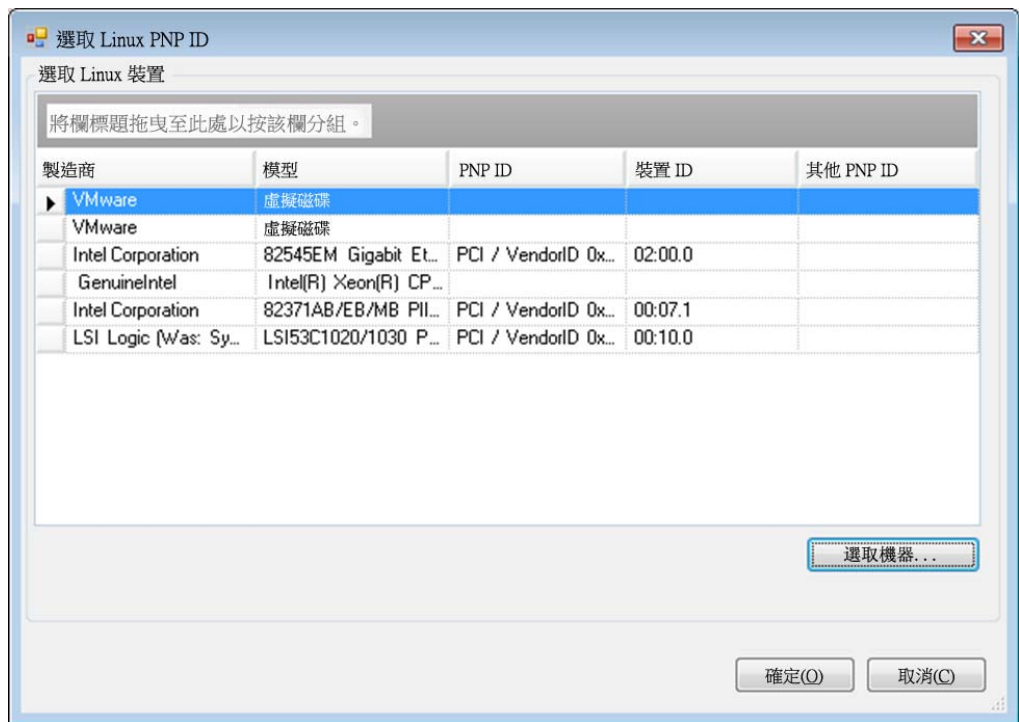 選取 Linux PNP ID
選取 Linux 裝置
將欄標題拖曳至此處以按該欄分組。
製造商 模型 PNP ID 裝置 ID 其他 PNP ID
VMware 虛擬磁碟
VMware 虛擬磁碟
Intel Corporation 82545EM Gigabit Et... PCI / VendorID 0x... 02:00.0
GenuineIntel Intel(R) Xeon(R) CP...
Intel Corporation 82371AB/EB/MB PII... PCI / VendorID 0x... 00:07.1
LSI Logic (Was: Sy... LSI53C1020/1030 P... PCI / VendorID 0x... 00:10.0
選取機器...
確定(O) 取消(C)